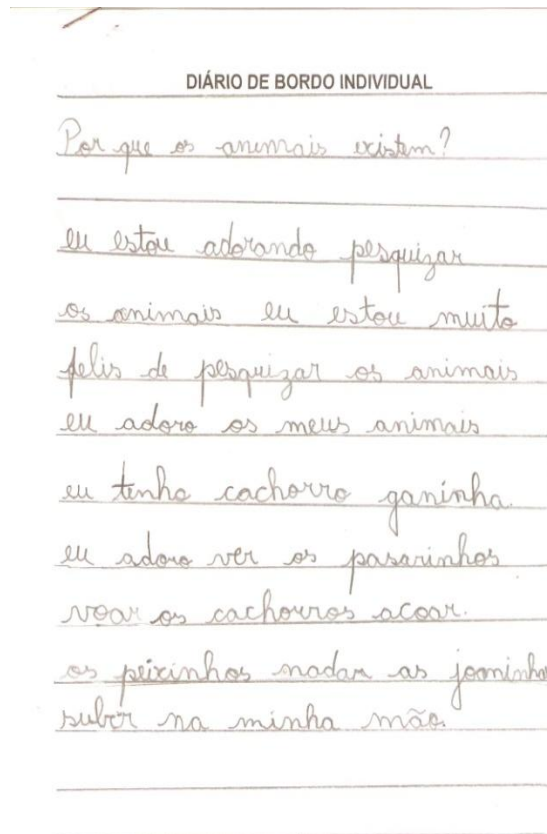 DIÁRIO DE BORDO INDIVIDUAL
Por que os animais existem?
eu estou adorando pesquizar
os animais eu estou muito
felis de pesquizar os animais
eu adoro os meus animais
eu tenho cachorro ganinha
eu adoro ver os pasarinhos
voar os cachorros acoar.
os peixinhos nadar as joaminha
subir na minha mão.